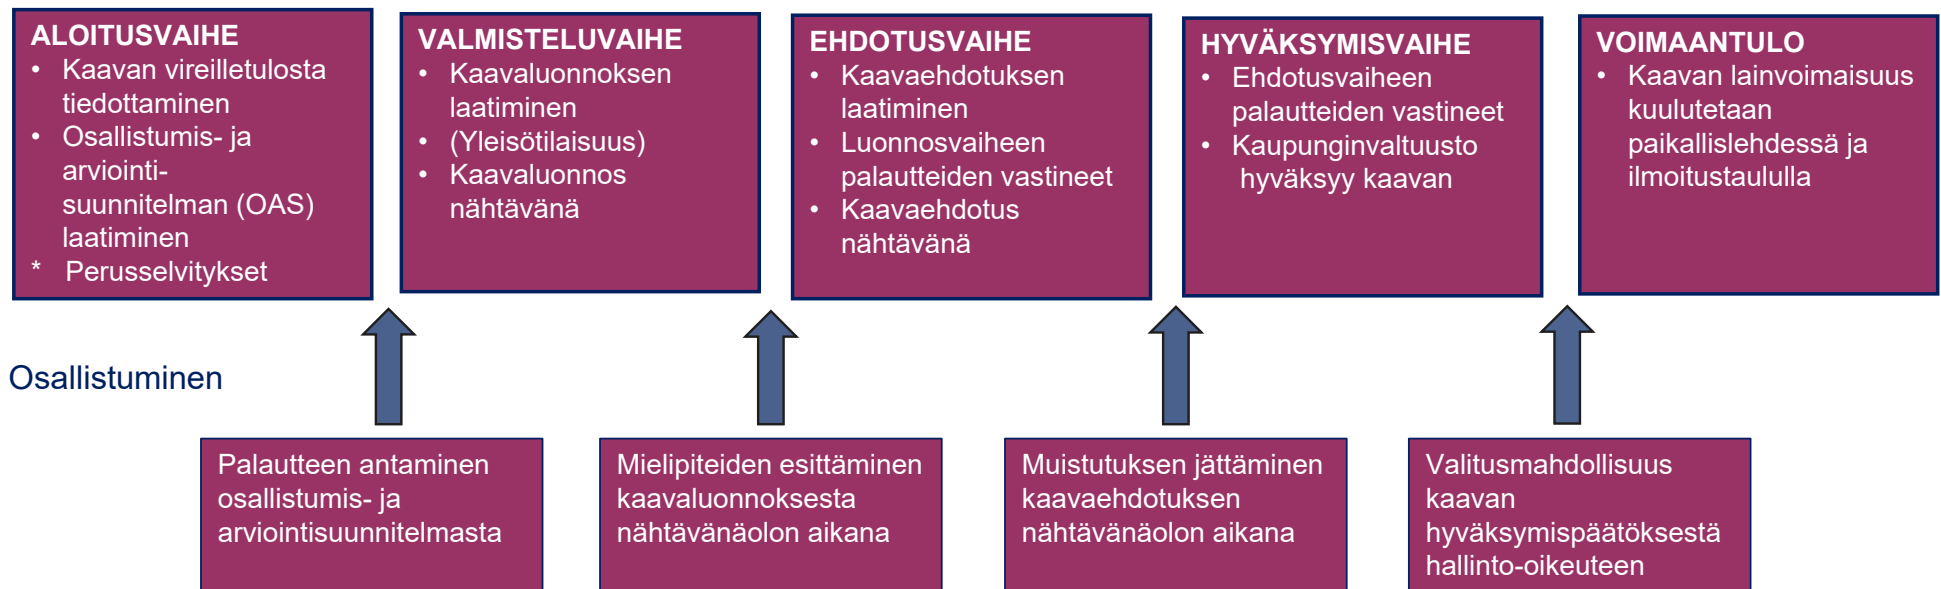 ALOITUSVAIHE
• Kaavan vireilletulosta
tiedottaminen
• Osallistumis- ja
arviointi-
suunnitelman (OAS)
laatiminen
* Perusselvitykset
VALMISTELUVAIHE
• Kaavaluonnoksen
laatiminen
• (Yleisötilaisuus)
• Kaavaluonnos
nähtävänä
EHDOTUSVAIHE
• Kaavaehdotuksen
laatiminen
• Luonnosvaiheen
palautteiden vastineet
• Kaavaehdotus
nähtävänä
HYVÄKSYMISVAIHE
• Ehdotusvaiheen
palautteiden vastineet
• Kaupunginvaltuusto
hyväksyy kaavan
VOIMAANTULO
• Kaavan lainvoimaisuus
kuulutetaan
paikallislehdessä ja
ilmoitustaululla
Osallistuminen
Palautteen antaminen
osallistumis- ja
arviointisuunnitelmasta
Mielipiteiden esittäminen
kaavaluonnoksesta
nähtävänäolon aikana
Muistutuksen jättäminen
kaavaehdotuksen
nähtävänäolon aikana
Valitusmahdollisuus
kaavan
hyväksymispäätöksestä
hallinto-oikeuteen